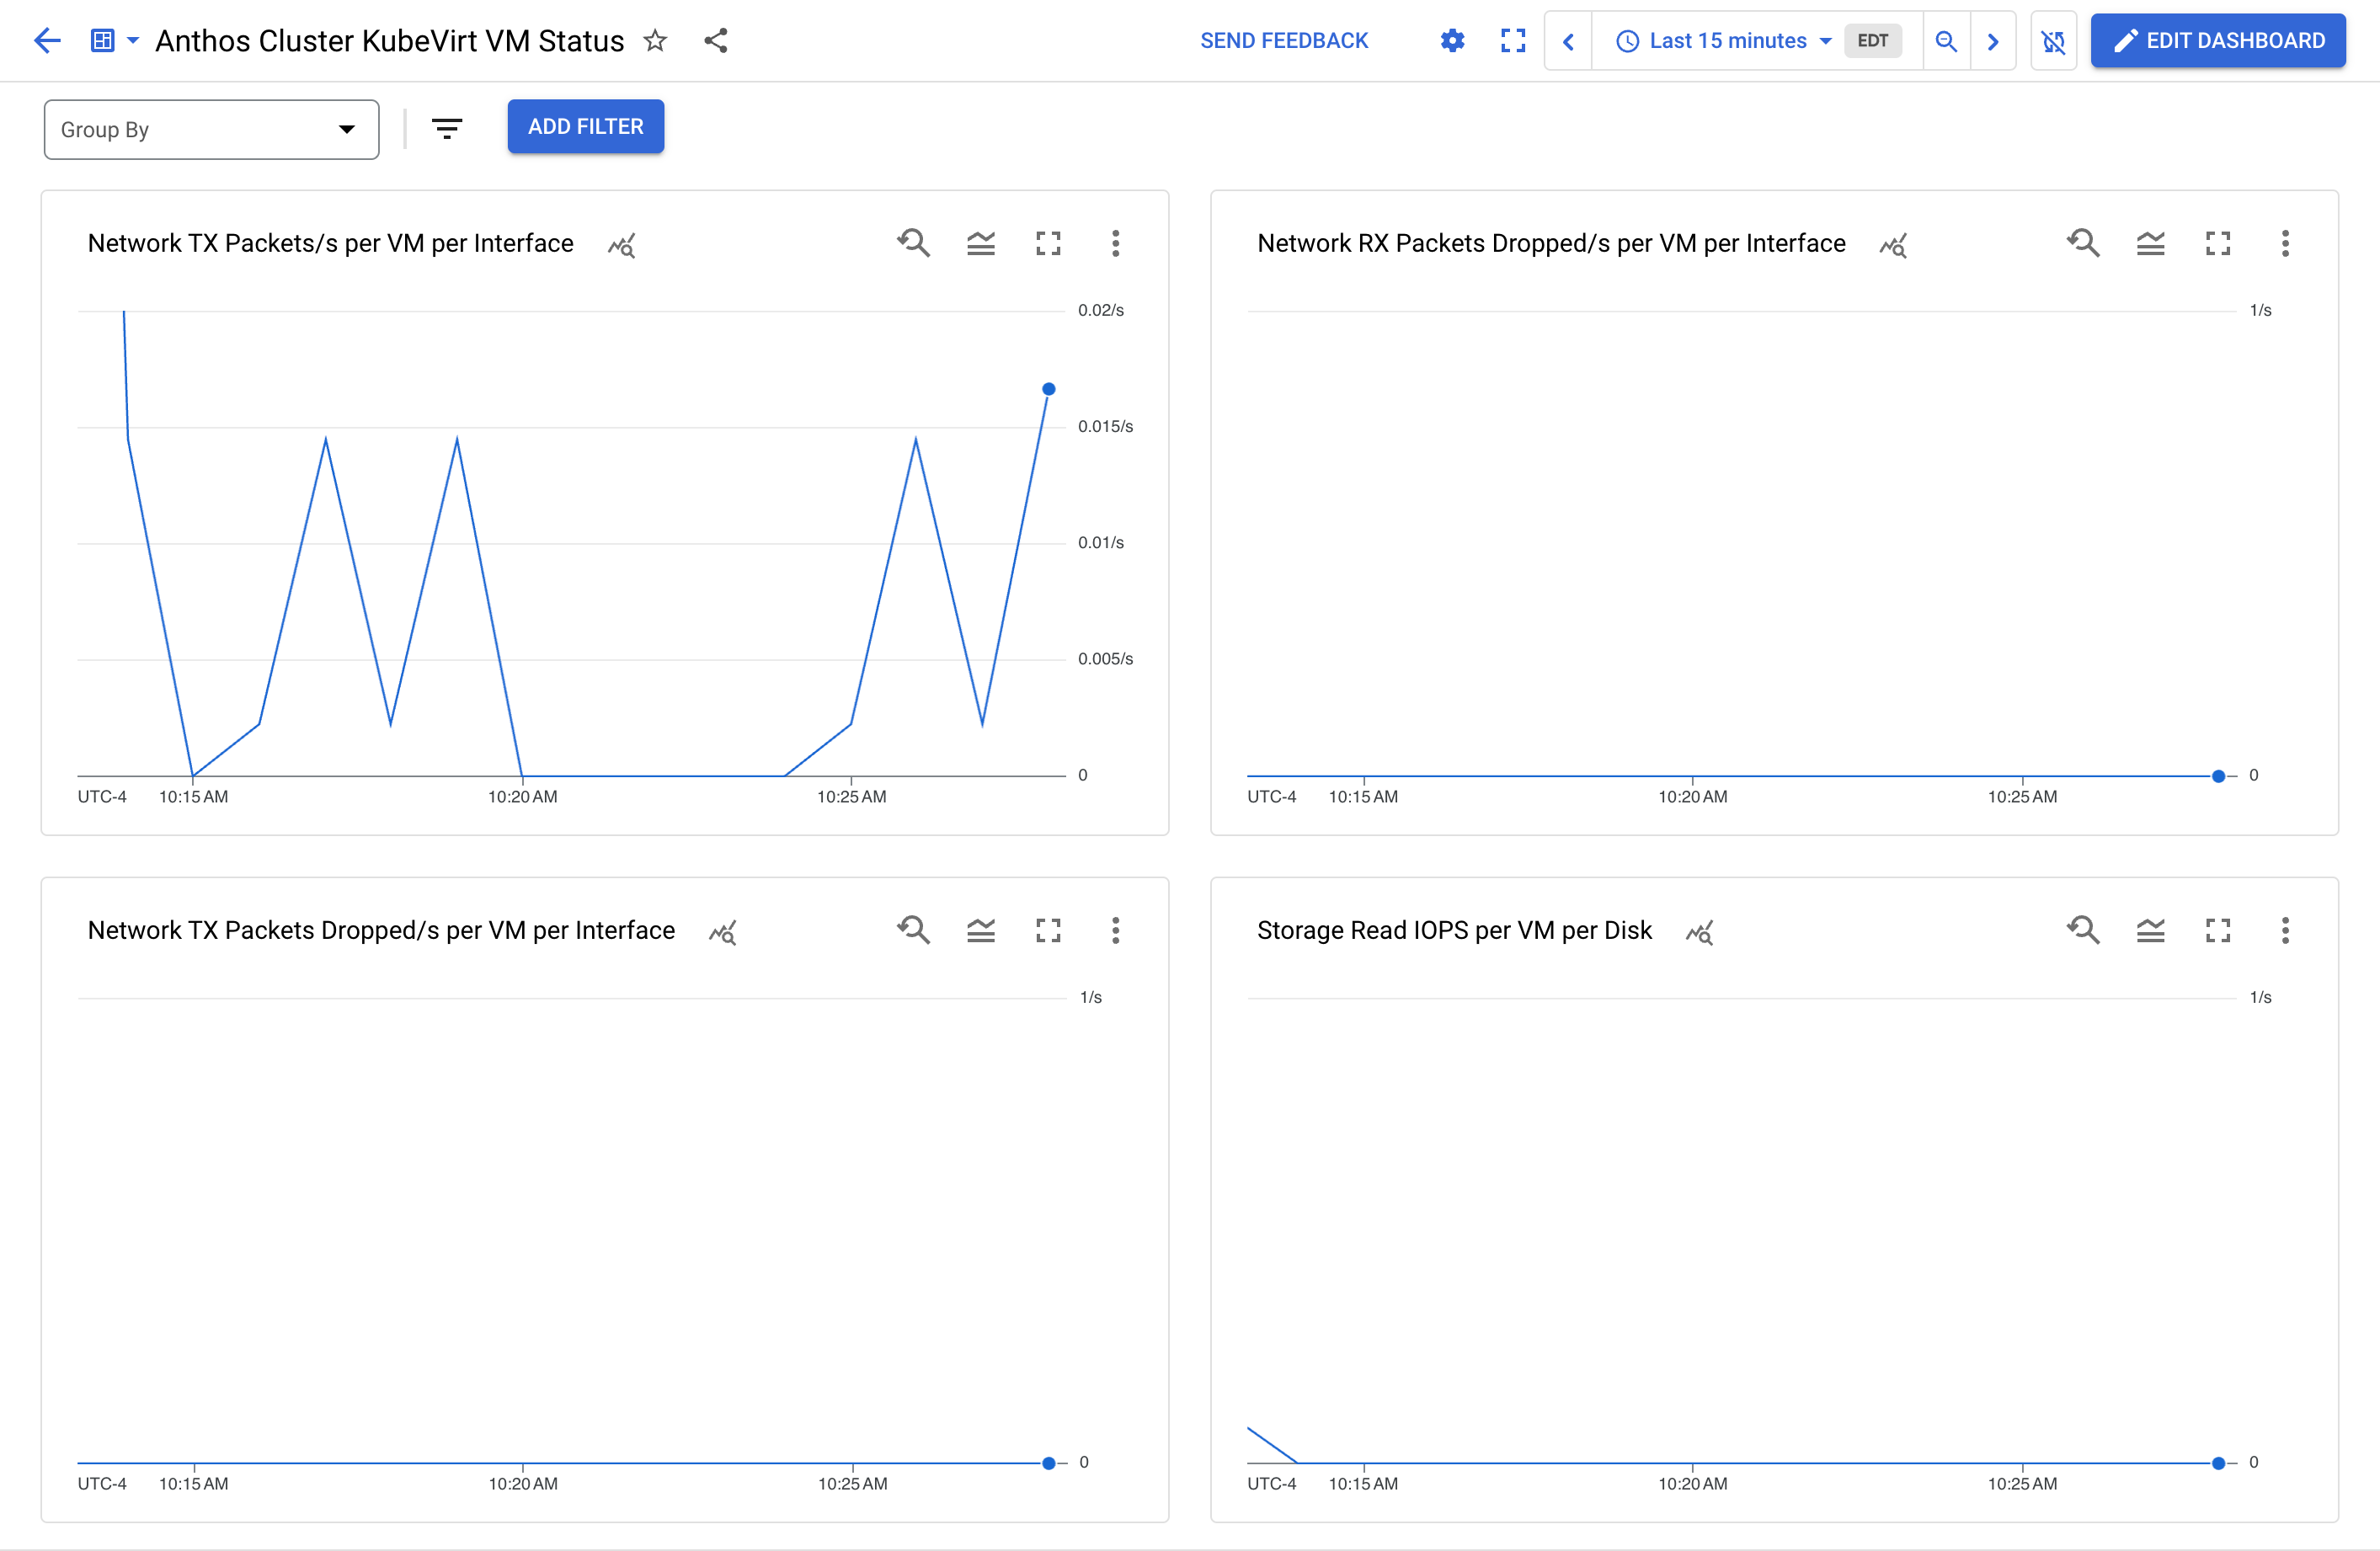 Anthos Cluster KubeVirt VM Status
SEND FEEDBACK
Last 15 minutes
EDT
EDIT DASHBOARD
Group By
ADD FILTER
Network TX Packets/s per VM per Interface
0.02/s
0.015/s
0.01/s
0.005/s
0
UTC-4
10:15 AM
10:20 AM
10:25 AM
Network RX Packets Dropped/s per VM per Interface
1/s
0
UTC-4
10:15 AM
10:20 AM
10:25 AM
Network TX Packets Dropped/s per VM per Interface
1/s
0
UTC-4
10:15 AM
10:20 AM
10:25 AM
Storage Read IOPS per VM per Disk
1/s
0
UTC-4
10:15 AM
10:20 AM
10:25 AM